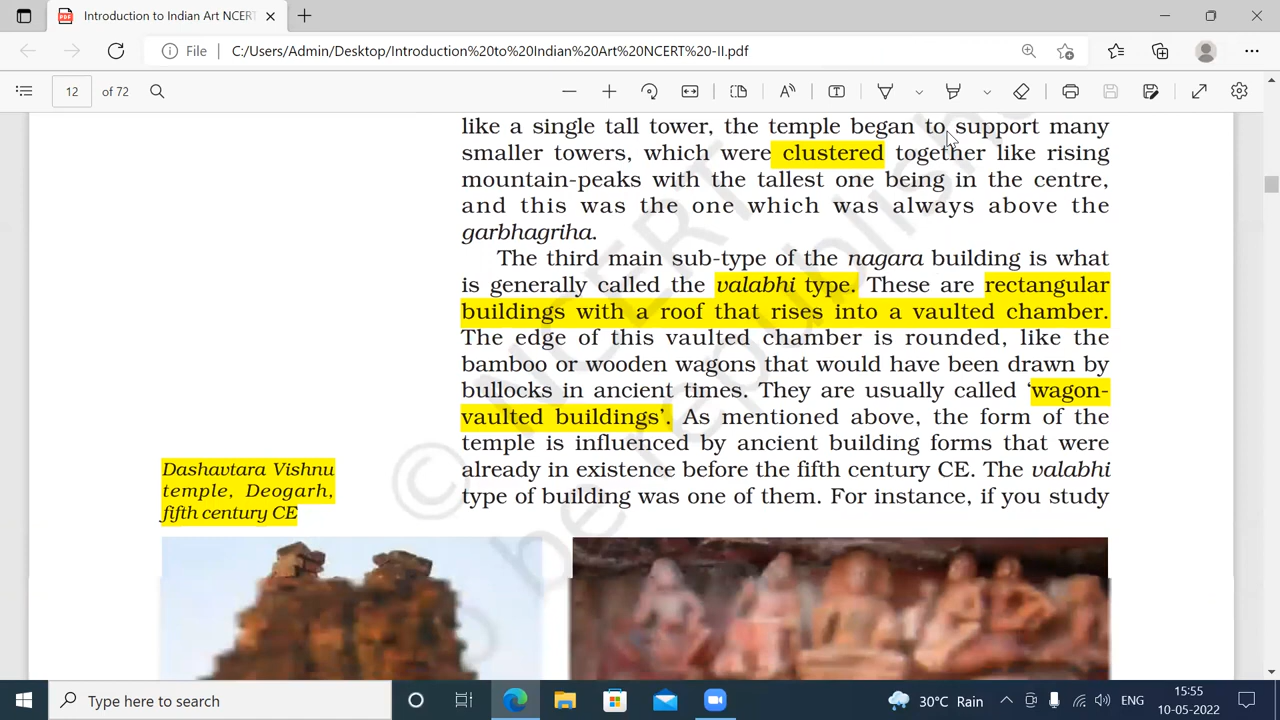 Introduction to Indian Art NCERT
File
C:/Users/Admin/Desktop/Introduction%20to%20Indian%20Art%20NCERT%20-II.pdf
12 of 72
like a single tall tower, the temple began to support many
smaller towers, which were clustered together like rising
mountain-peaks with the tallest one being in the centre,
and this was the one which was always above the
garbhagriha.
The third main sub-type of the nagara building is what
is generally called the valabhi type. These are rectangular
buildings with a roof that rises into a vaulted chamber.
The edge of this vaulted chamber is rounded, like the
bamboo or wooden wagons that would have been drawn by
bullocks in ancient times. They are usually called ‘wagon-
vaulted buildings’. As mentioned above, the form of the
temple is influenced by ancient building forms that were
already in existence before the fifth century CE. The valabhi
type of building was one of them. For instance, if you study
Dashavtara Vishnu
temple, Deogarh,
fifth century CE
© NCERT
be republishe
Type here to search
30°C Rain
ENG
15:55
10-05-2022